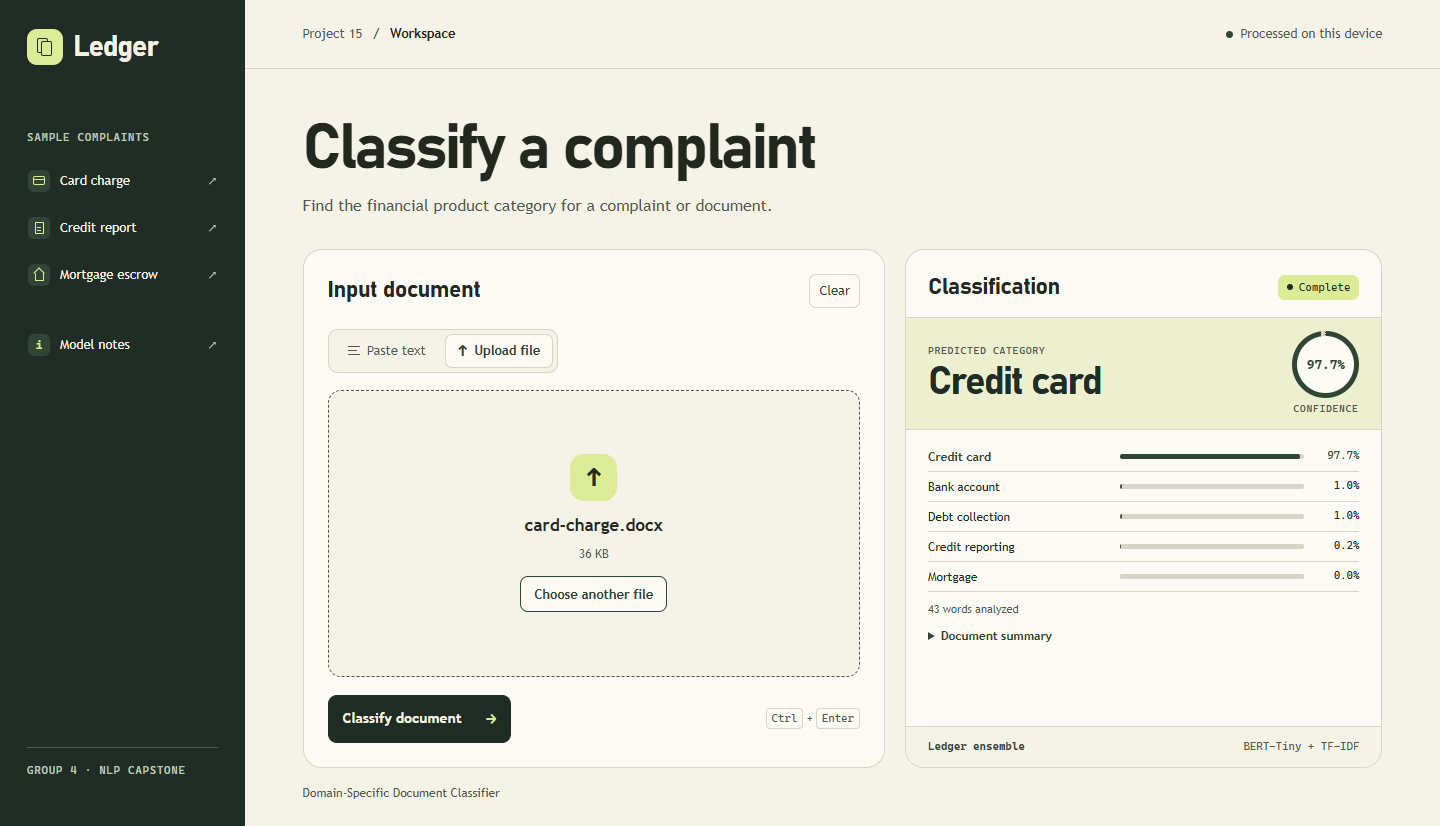 Ledger
SAMPLE COMPLAINTS
Card charge ↗
Credit report ↗
Mortgage escrow ↗
i Model notes ↗
GROUP 4 · NLP CAPSTONE
Project 15 / Workspace
Processed on this device
Classify a complaint
Find the financial product category for a complaint or document.
Input document
Clear
Paste text
↑ Upload file
↑
card-charge.docx
36 KB
Choose another file
Classify document →
Ctrl + Enter
Classification
Complete
PREDICTED CATEGORY
Credit card
97.7%
CONFIDENCE
Credit card 97.7%
Bank account 1.0%
Debt collection 1.0%
Credit reporting 0.2%
Mortgage 0.0%
43 words analyzed
Document summary
Ledger ensemble
BERT-Tiny + TF-IDF
Domain-Specific Document Classifier